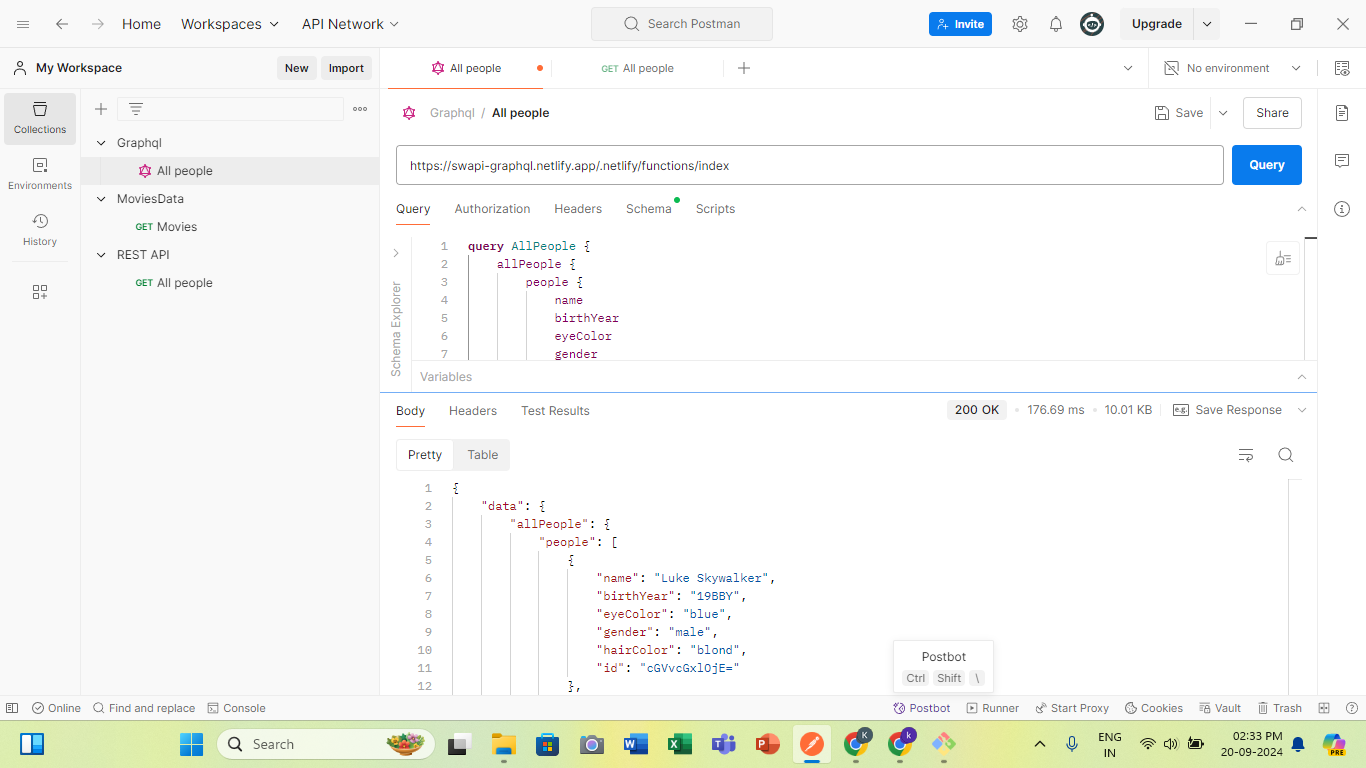 Home Workspaces API Network Search Postman Invite Upgrade
My Workspace New Import All people GET All people No environment
Collections
Environments
History
Graphql
All people
MoviesData
GET Movies
REST API
GET All people
Graphql / All people Save Share
https://swapi-graphql.netlify.app/.netlify/functions/index Query
Query Authorization Headers Schema Scripts
Schema Explorer
1 query AllPeople {
2 allPeople {
3 people {
4 name
5 birthYear
6 eyeColor
7 gender
Variables
Body Headers Test Results 200 OK 176.69 ms 10.01 KB e.g. Save Response
Pretty Table
1 {
2 "data": {
3 "allPeople": {
4 "people": [
5 {
6 "name": "Luke Skywalker",
7 "birthYear": "19BBY",
8 "eyeColor": "blue",
9 "gender": "male",
10 "hairColor": "blond",
11 "id": "cGVvcGxlOjE="
12 },
Postbot
Ctrl Shift \
Online Find and replace Console Postbot Runner Start Proxy Cookies Vault Trash
Search
K
k
ENG
IN
02:33 PM
20-09-2024
PRE